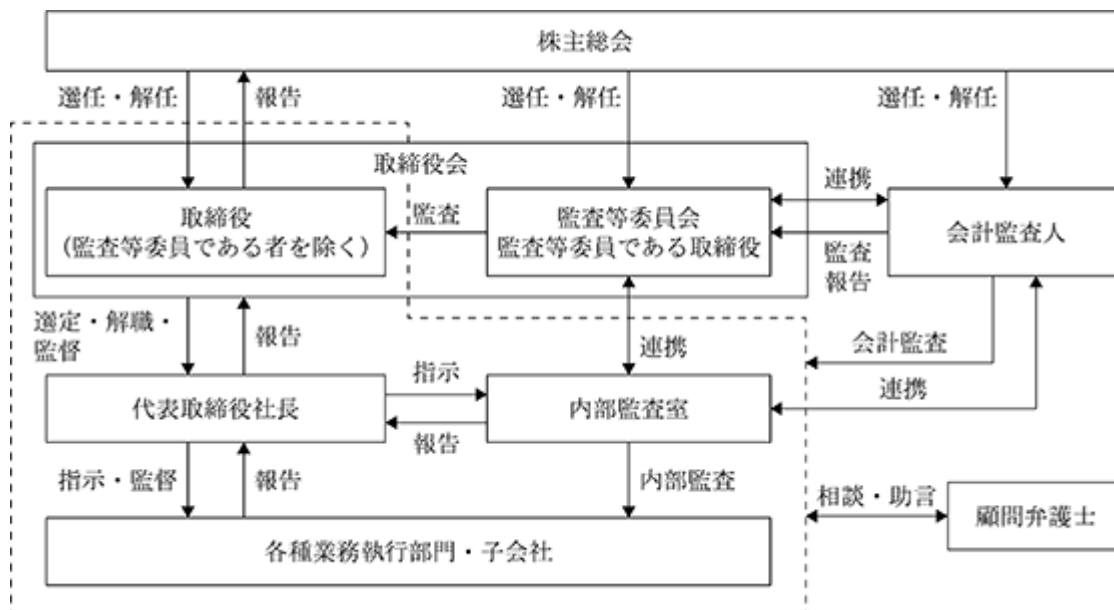 株主総会
選任・解任
報告
選任・解任
選任・解任
取締役会
取締役
（監査等委員である者を除く）
監査
監査等委員会
監査等委員である取締役
連携
監査
報告
会計監査人
選定・解職・
監督
報告
連携
会計監査
連携
代表取締役社長
指示
報告
内部監査室
指示・監督
報告
内部監査
相談・助言
顧問弁護士
各種業務執行部門・子会社